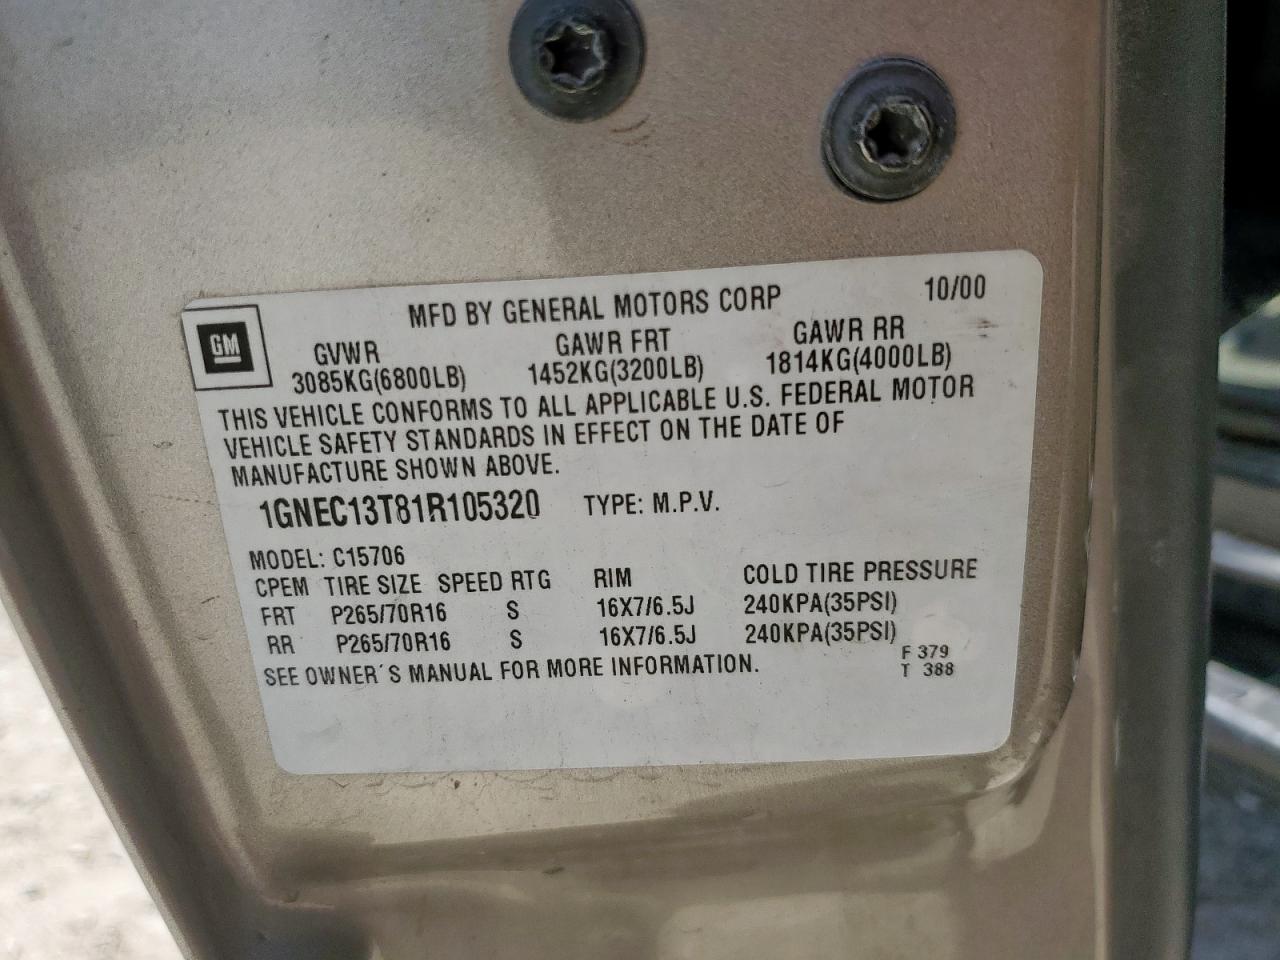 MFD BY GENERAL MOTORS CORP 10/00
GM
GVWR GAWR FRT GAWR RR
3085KG(6800LB) 1452KG(3200LB) 1814KG(4000LB)
THIS VEHICLE CONFORMS TO ALL APPLICABLE U.S. FEDERAL MOTOR
VEHICLE SAFETY STANDARDS IN EFFECT ON THE DATE OF
MANUFACTURE SHOWN ABOVE.
1GNEC13T81R105320 TYPE: M.P.V.
MODEL: C15706
CPEM TIRE SIZE SPEED RTG RIM COLD TIRE PRESSURE
FRT P265/70R16 S 16X7/6.5J 240KPA(35PSI)
RR P265/70R16 S 16X7/6.5J 240KPA(35PSI)
SEE OWNER'S MANUAL FOR MORE INFORMATION.
F 379
T 388